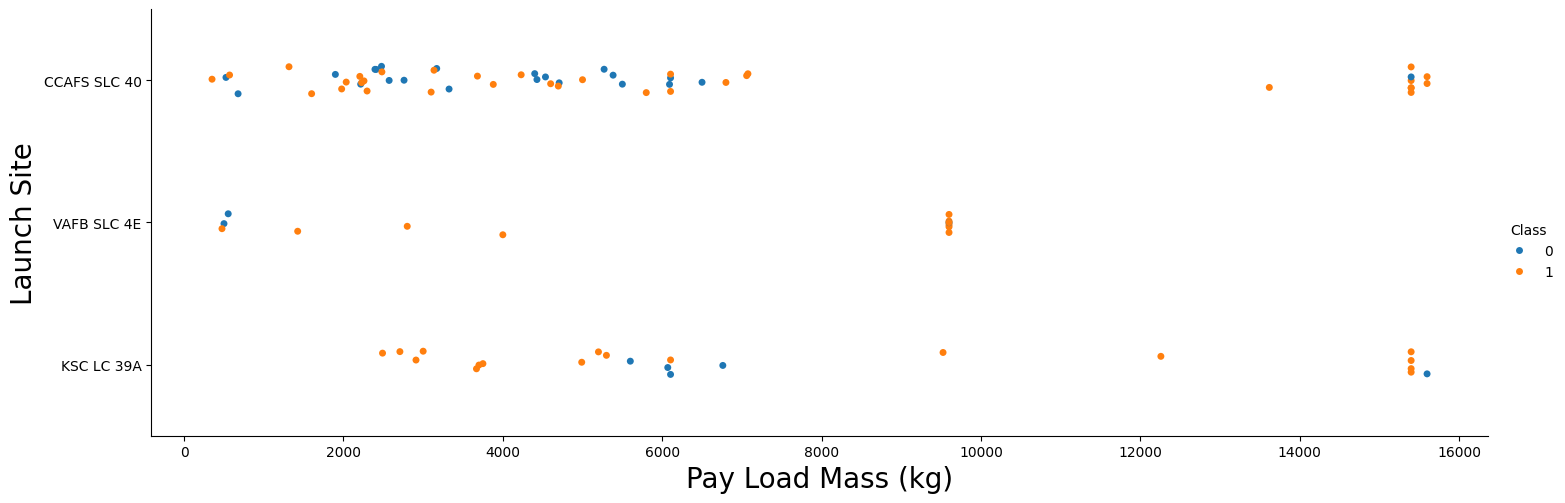 Launch Site
CCAFS SLC 40
VAFB SLC 4E
KSC LC 39A
0 2000 4000 6000 8000 10000 12000 14000 16000
Pay Load Mass (kg)
Class
0
1